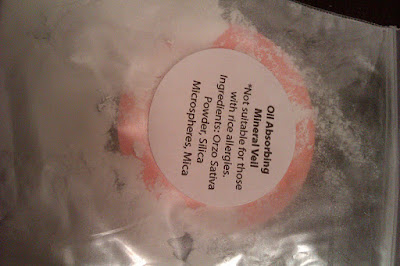 Oil Absorbing
Mineral Veil
*Not suitable for those
with rice allergies.
Ingredients: Orzo Sativa
Powder, Silica
Microspheres, Mica